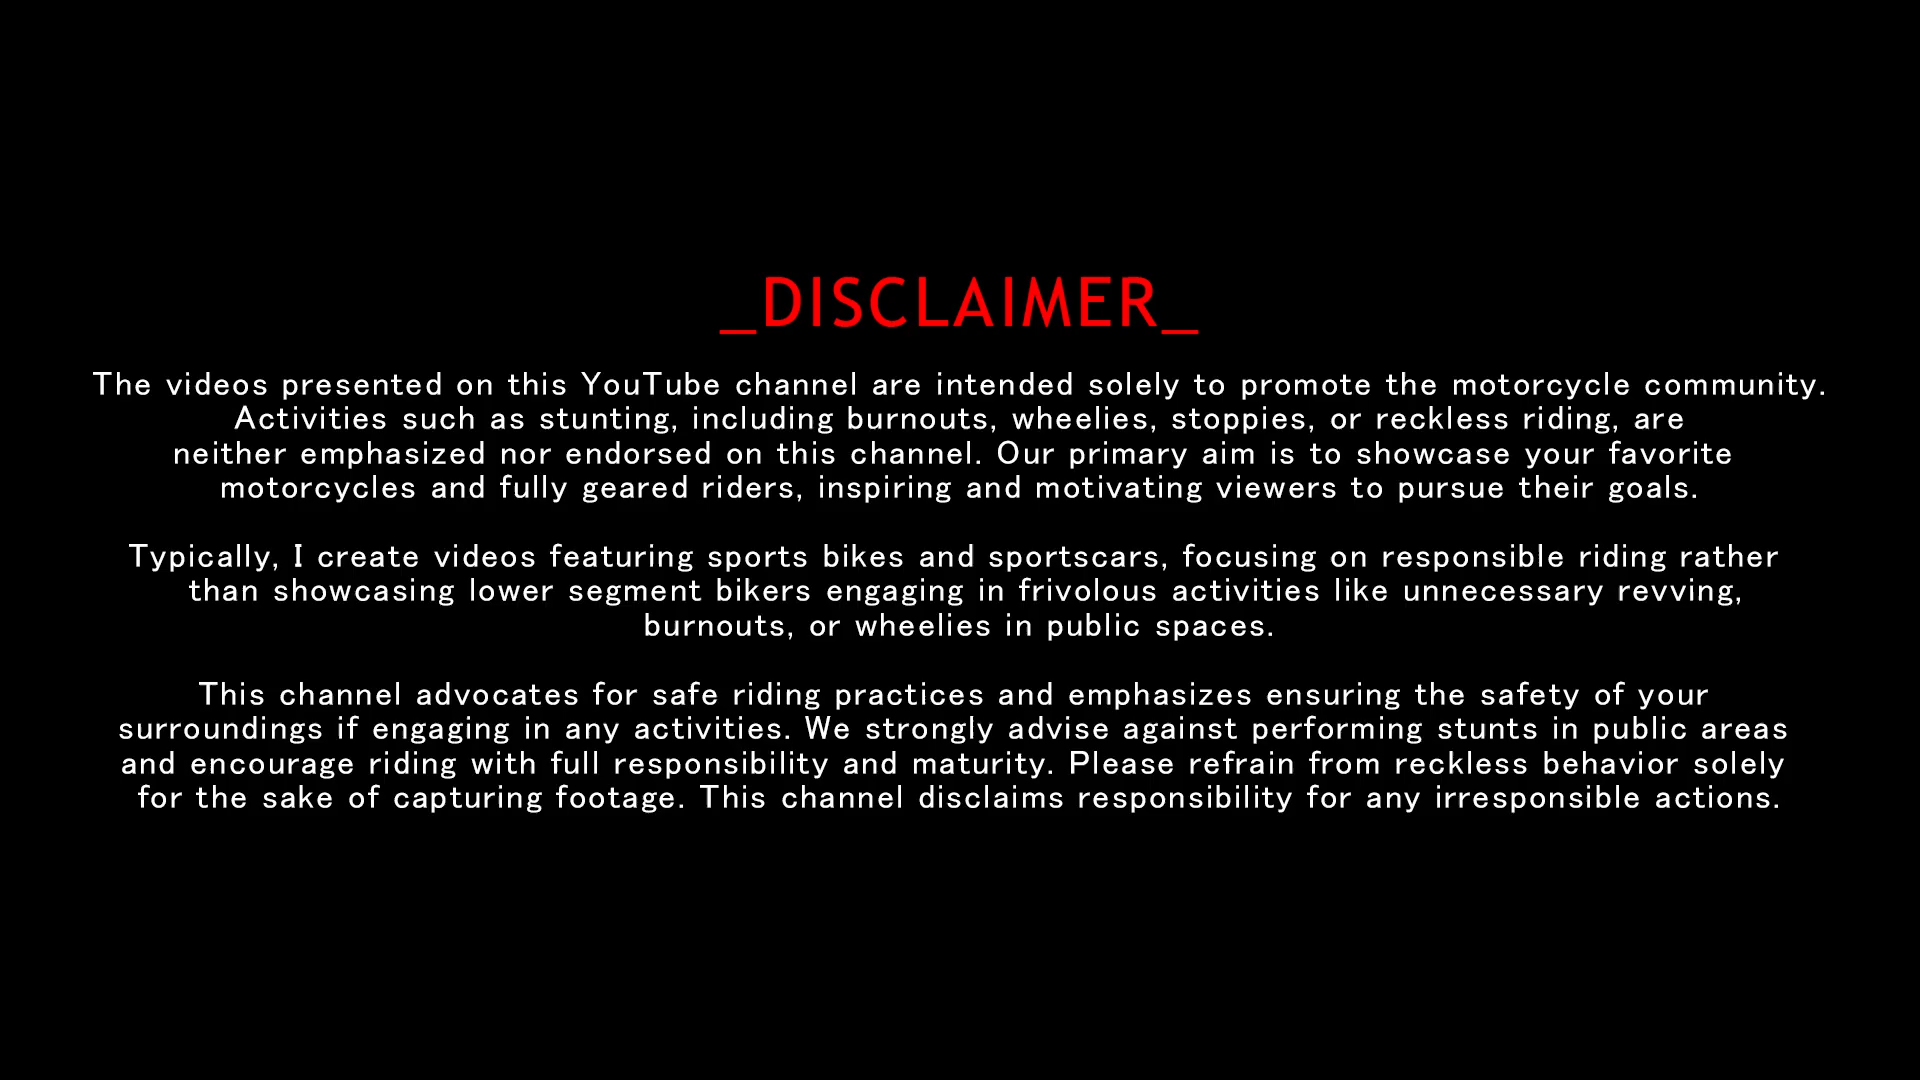 _DISCLAIMER_
The videos presented on this YouTube channel are intended solely to promote the motorcycle community.
Activities such as stunting, including burnouts, wheelies, stoppies, or reckless riding, are
neither emphasized nor endorsed on this channel. Our primary aim is to showcase your favorite
motorcycles and fully geared riders, inspiring and motivating viewers to pursue their goals.
Typically, I create videos featuring sports bikes and sportscars, focusing on responsible riding rather
than showcasing lower segment bikers engaging in frivolous activities like unnecessary revving,
burnouts, or wheelies in public spaces.
This channel advocates for safe riding practices and emphasizes ensuring the safety of your
surroundings if engaging in any activities. We strongly advise against performing stunts in public areas
and encourage riding with full responsibility and maturity. Please refrain from reckless behavior solely
for the sake of capturing footage. This channel disclaims responsibility for any irresponsible actions.